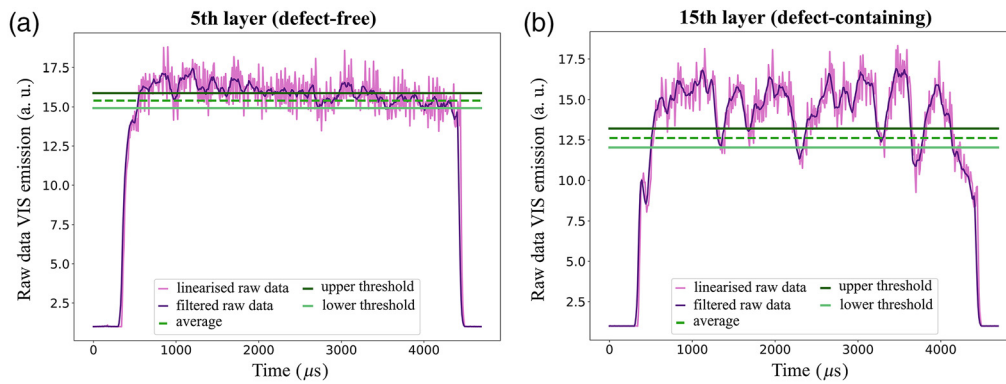 (a)
5th layer (defect-free)
Raw data VIS emission (a. u.)
17.5
15.0
12.5
10.0
7.5
5.0
2.5
linearised raw data
filtered raw data
average
upper threshold
lower threshold
0
1000
2000
3000
4000
Time (μs)
(b)
15th layer (defect-containing)
Raw data VIS emission (a. u.)
17.5
15.0
12.5
10.0
7.5
5.0
2.5
linearised raw data
filtered raw data
average
upper threshold
lower threshold
0
1000
2000
3000
4000
Time (μs)